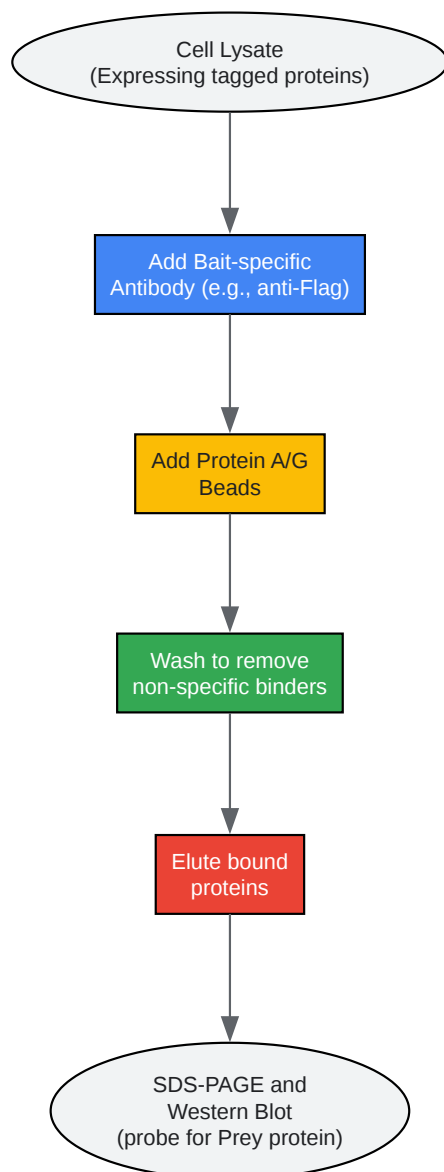 Cell Lysate
(Expressing tagged proteins)
Add Bait-specific
Antibody (e.g., anti-Flag)
Add Protein A/G
Beads
Wash to remove
non-specific binders
Elute bound
proteins
SDS-PAGE and
Western Blot
(probe for Prey protein)